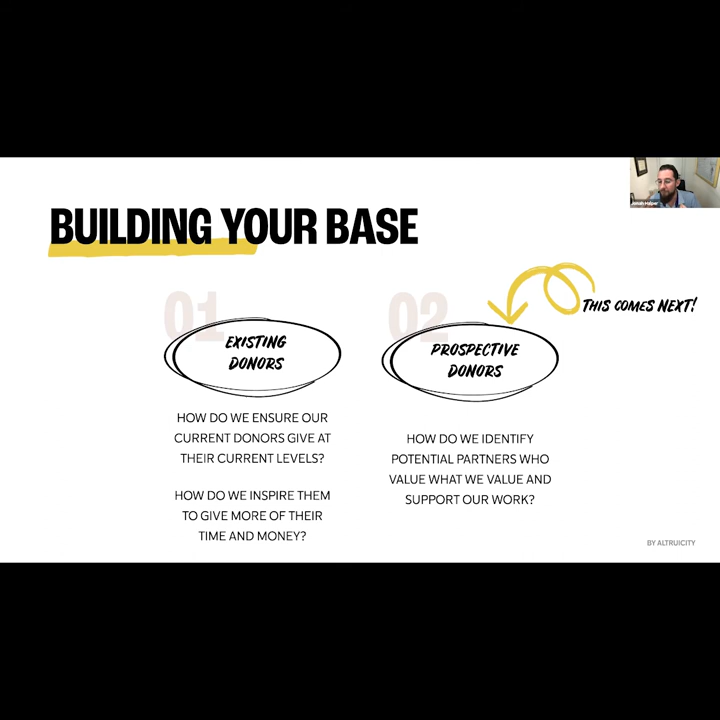 BUILDING YOUR BASE
01
EXISTING
DONORS
HOW DO WE ENSURE OUR
CURRENT DONORS GIVE AT
THEIR CURRENT LEVELS?
HOW DO WE INSPIRE THEM
TO GIVE MORE OF THEIR
TIME AND MONEY?
02
PROSPECTIVE
DONORS
THIS COMES NEXT!
HOW DO WE IDENTIFY
POTENTIAL PARTNERS WHO
VALUE WHAT WE VALUE AND
SUPPORT OUR WORK?
BY ALTRUICITY